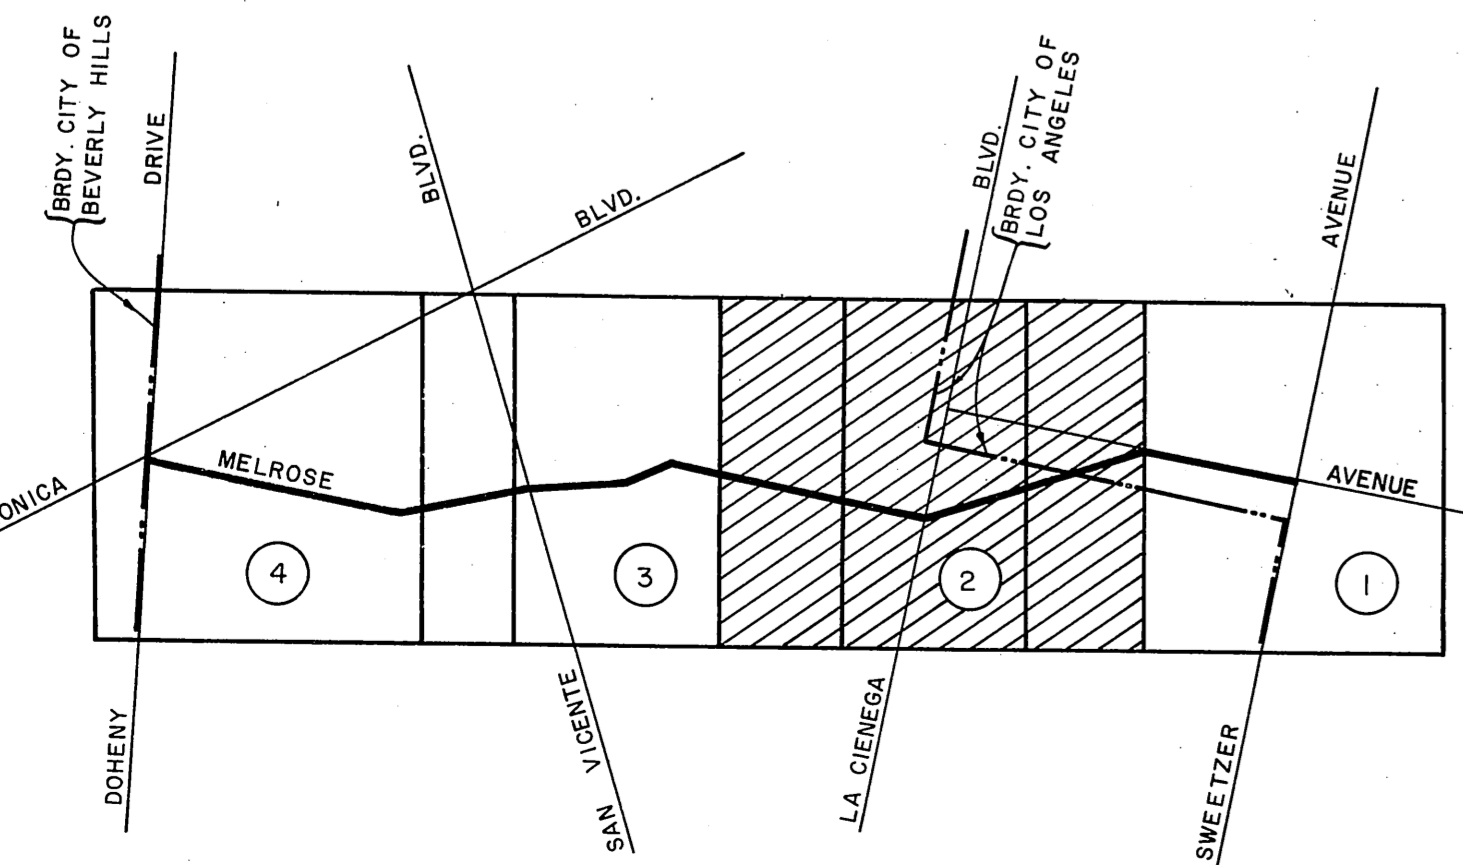 BRDY. CITY OF
BEVERLY HILLS
DRIVE
BLVD.
BLVD.
BLVD.
BRDY. CITY OF
LOS ANGELES
AVENUE
ONICA
MELROSE
AVENUE
4
3
2
1
DOHENY
SAN VICENTE
LA CIENEGA
SWEETZER